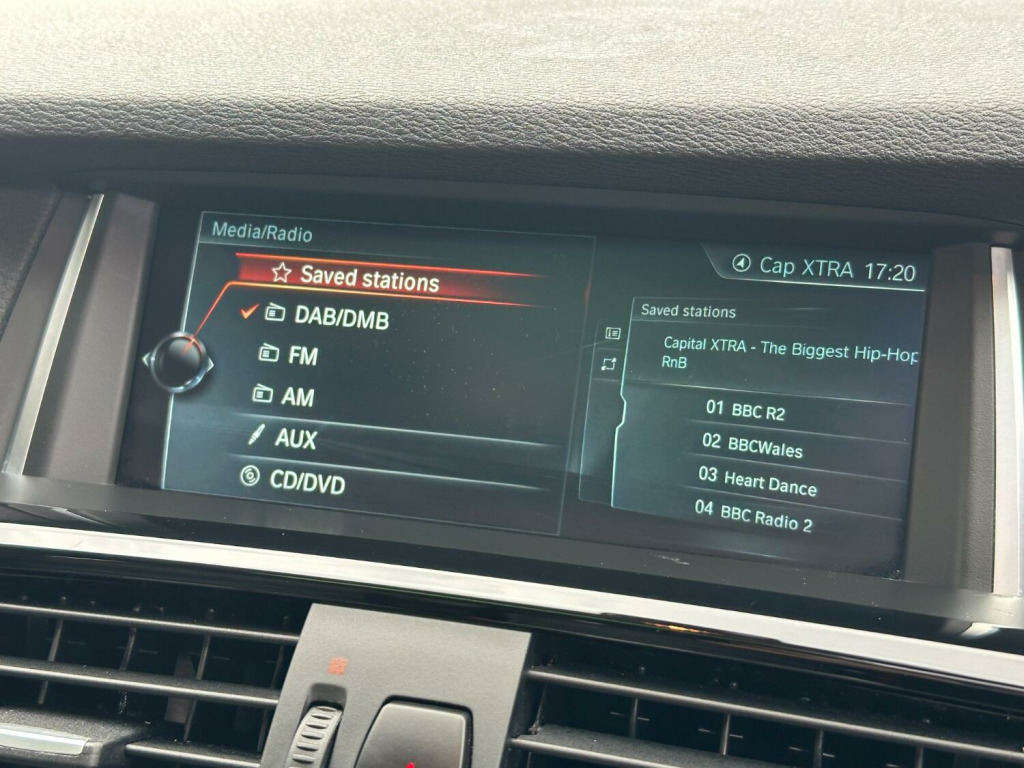 Media/Radio
Saved stations
DAB/DMB
FM
AM
AUX
CD/DVD
Cap XTRA 17:20
Saved stations
Capital XTRA - The Biggest Hip-Hop
RnB
01 BBC R2
02 BBCWales
03 Heart Dance
04 BBC Radio 2